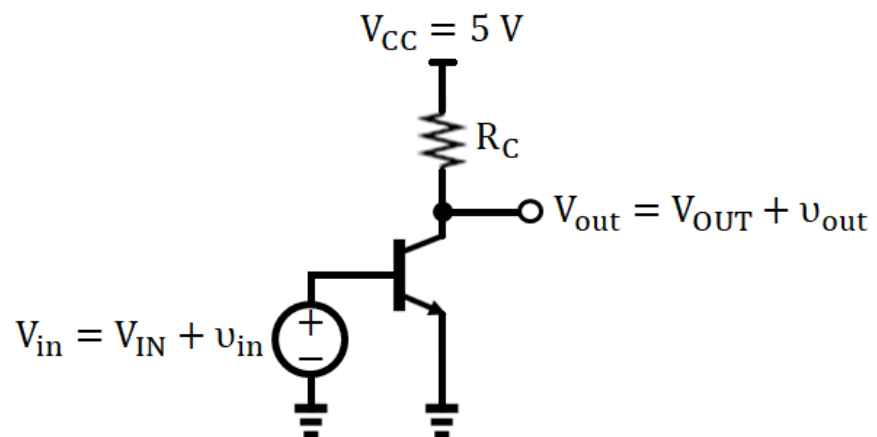 V_CC = 5 V
R_C
V_out = V_OUT + υ_out
V_in = V_IN + υ_in
+
−